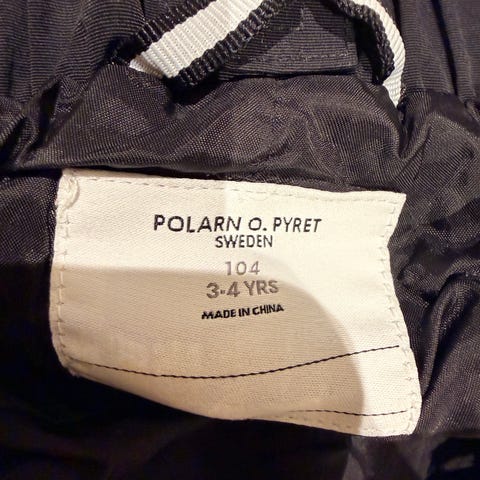 POLARN O. PYRET
SWEDEN
104
3-4 YRS
MADE IN CHINA